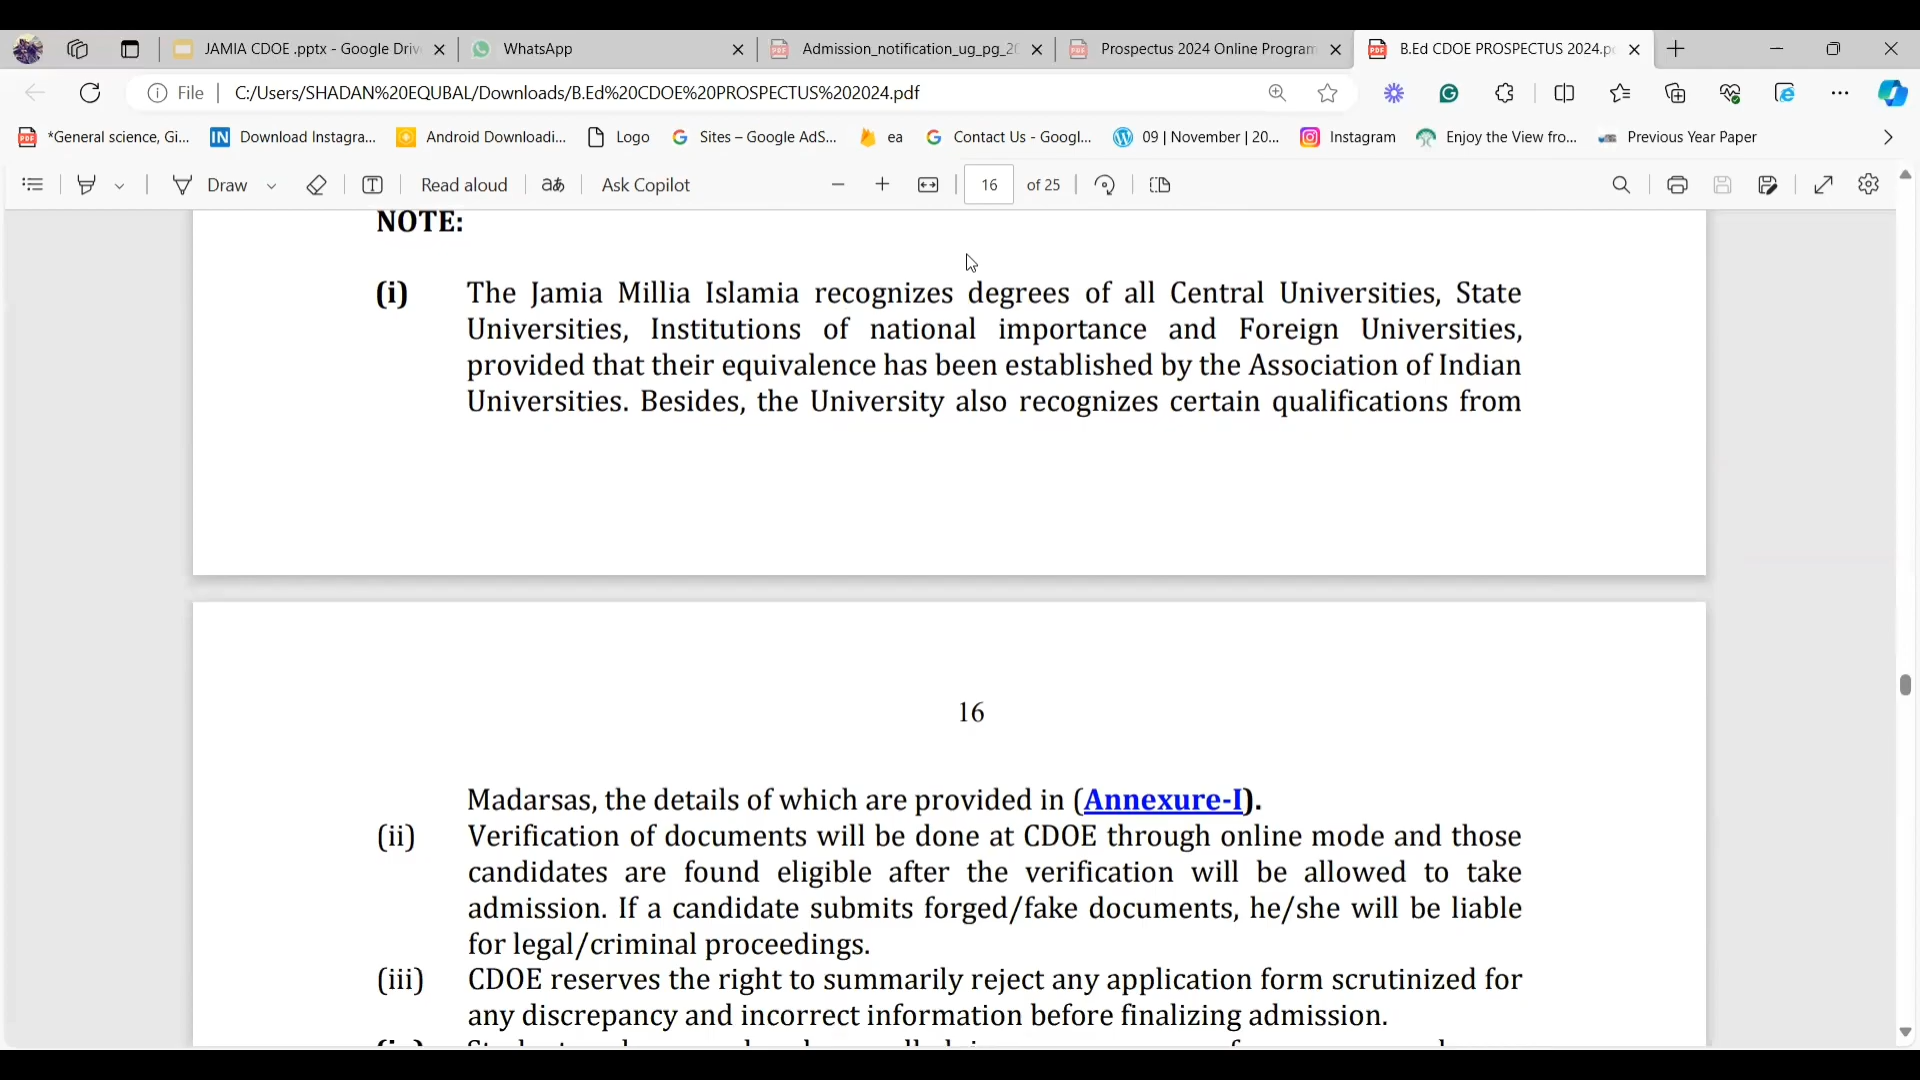 JAMIA CDOE .pptx - Google Driv
WhatsApp
Admission_notification_ug_pg_20
Prospectus 2024 Online Program
B.Ed CDOE PROSPECTUS 2024.p
File
C:/Users/SHADAN%20EQUBAL/Downloads/B.Ed%20CDOE%20PROSPECTUS%202024.pdf
*General science, Gi...
Download Instagra...
Android Downloadi...
Logo
Sites – Google AdS...
ea
Contact Us - Googl...
09 | November | 20...
Instagram
Enjoy the View fro...
Previous Year Paper
Draw
Read aloud
Ask Copilot
16
of 25
NOTE:
(i) The Jamia Millia Islamia recognizes degrees of all Central Universities, State
Universities, Institutions of national importance and Foreign Universities,
provided that their equivalence has been established by the Association of Indian
Universities. Besides, the University also recognizes certain qualifications from
16
Madarsas, the details of which are provided in (Annexure-I).
(ii) Verification of documents will be done at CDOE through online mode and those
candidates are found eligible after the verification will be allowed to take
admission. If a candidate submits forged/fake documents, he/she will be liable
for legal/criminal proceedings.
(iii) CDOE reserves the right to summarily reject any application form scrutinized for
any discrepancy and incorrect information before finalizing admission.